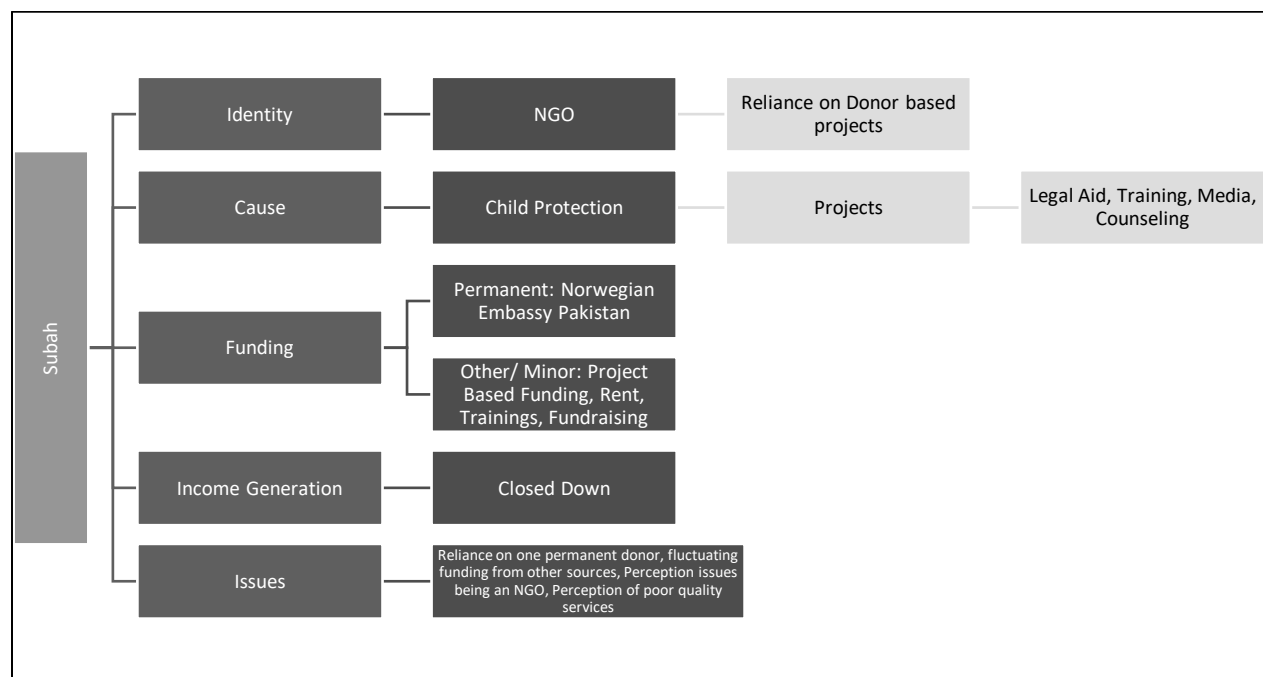 Subah
Identity
NGO
Reliance on Donor based
projects
Cause
Child Protection
Projects
Legal Aid, Training, Media,
Counseling
Funding
Permanent: Norwegian
Embassy Pakistan
Other/ Minor: Project
Based Funding, Rent,
Trainings, Fundraising
Income Generation
Closed Down
Issues
Reliance on one permanent donor, fluctuating
funding from other sources, Perception issues
being an NGO, Perception of poor quality
services